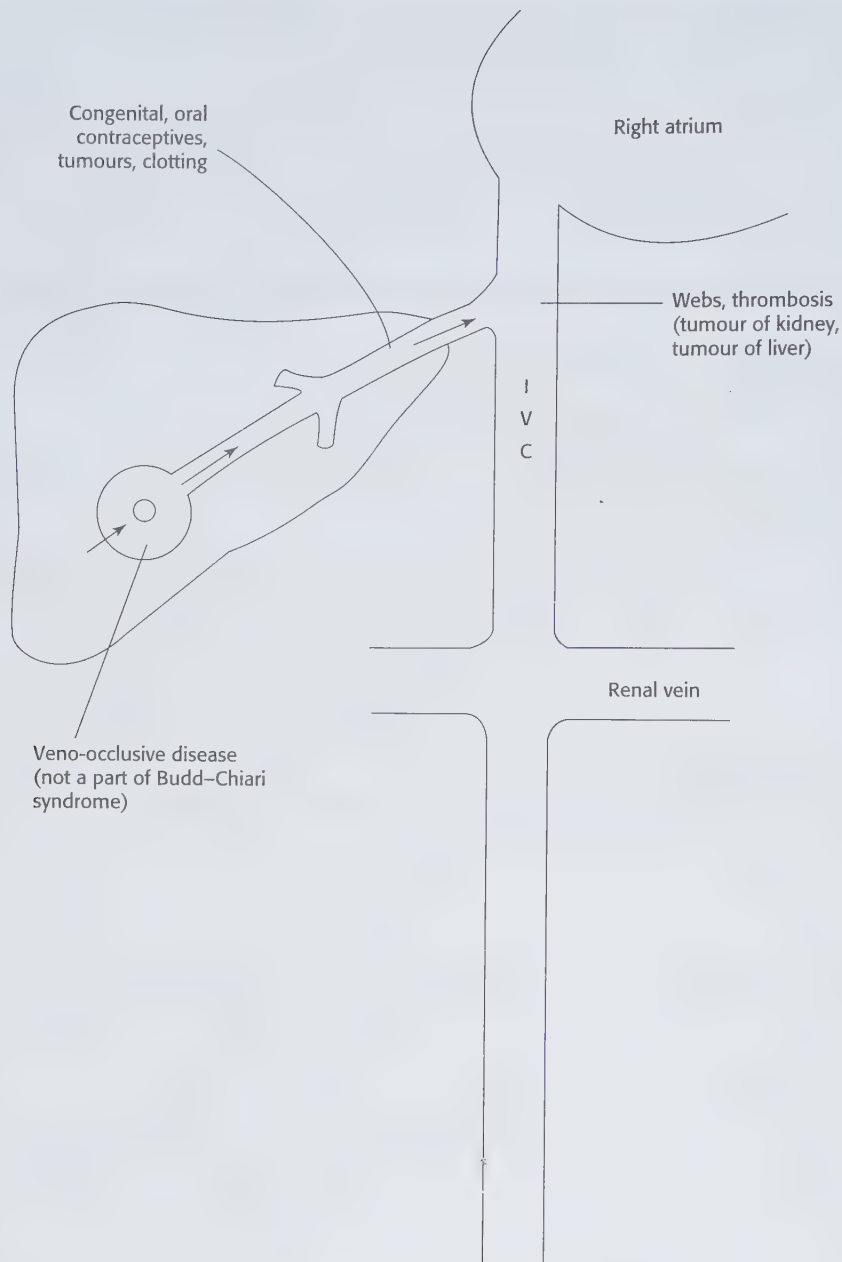 Congenital, oral
contraceptives,
tumours, clotting
Right atrium
Webs, thrombosis
(tumour of kidney,
tumour of liver)
I
V
C
Renal vein
Veno-occlusive disease
(not a part of Budd–Chiari
syndrome)